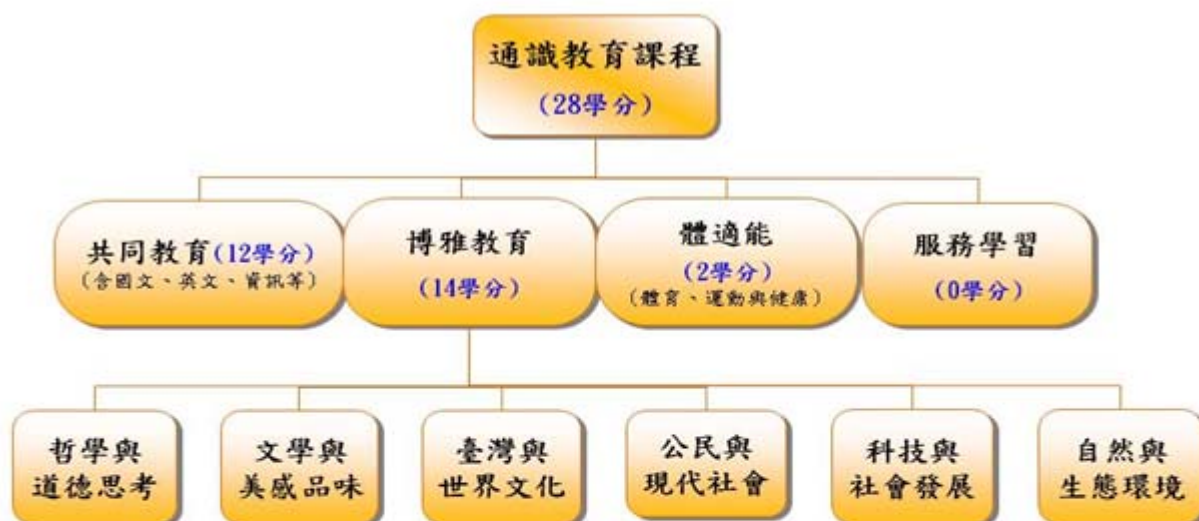 通識教育課程
(28學分)
共同教育(12學分)
(含國文、英文、資訊等)
博雅教育
(14學分)
體適能
(2學分)
(體育、運動與健康)
服務學習
(0學分)
哲學與
道德思考
文學與
美感品味
臺灣與
世界文化
公民與
現代社會
科技與
社會發展
自然與
生態環境